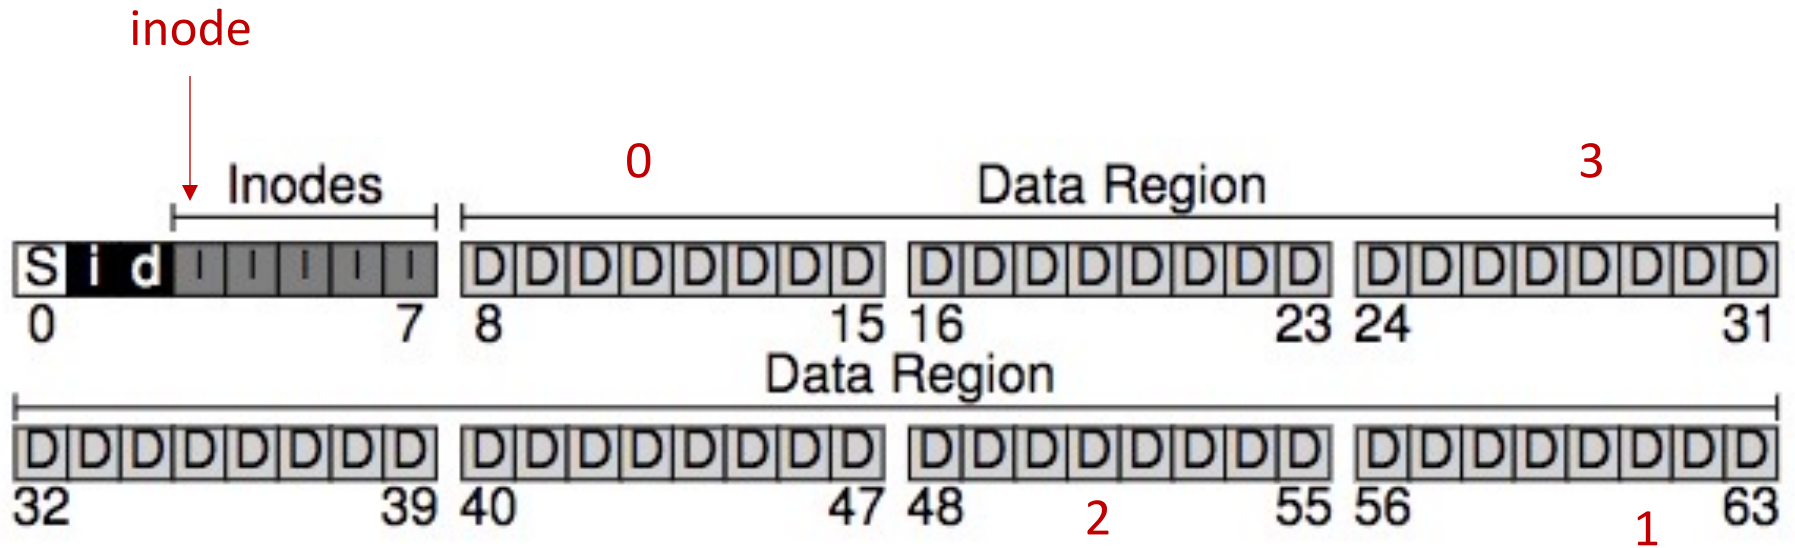 inode
0 3
Inodes Data Region
S i d I I I I I D D D D D D D D D D D D D D D D D D D D D D D D
0 7 8 15 16 23 24 31
Data Region
D D D D D D D D D D D D D D D D D D D D D D D D D D D D D D D D
32 39 40 47 48 55 56 63
2 1